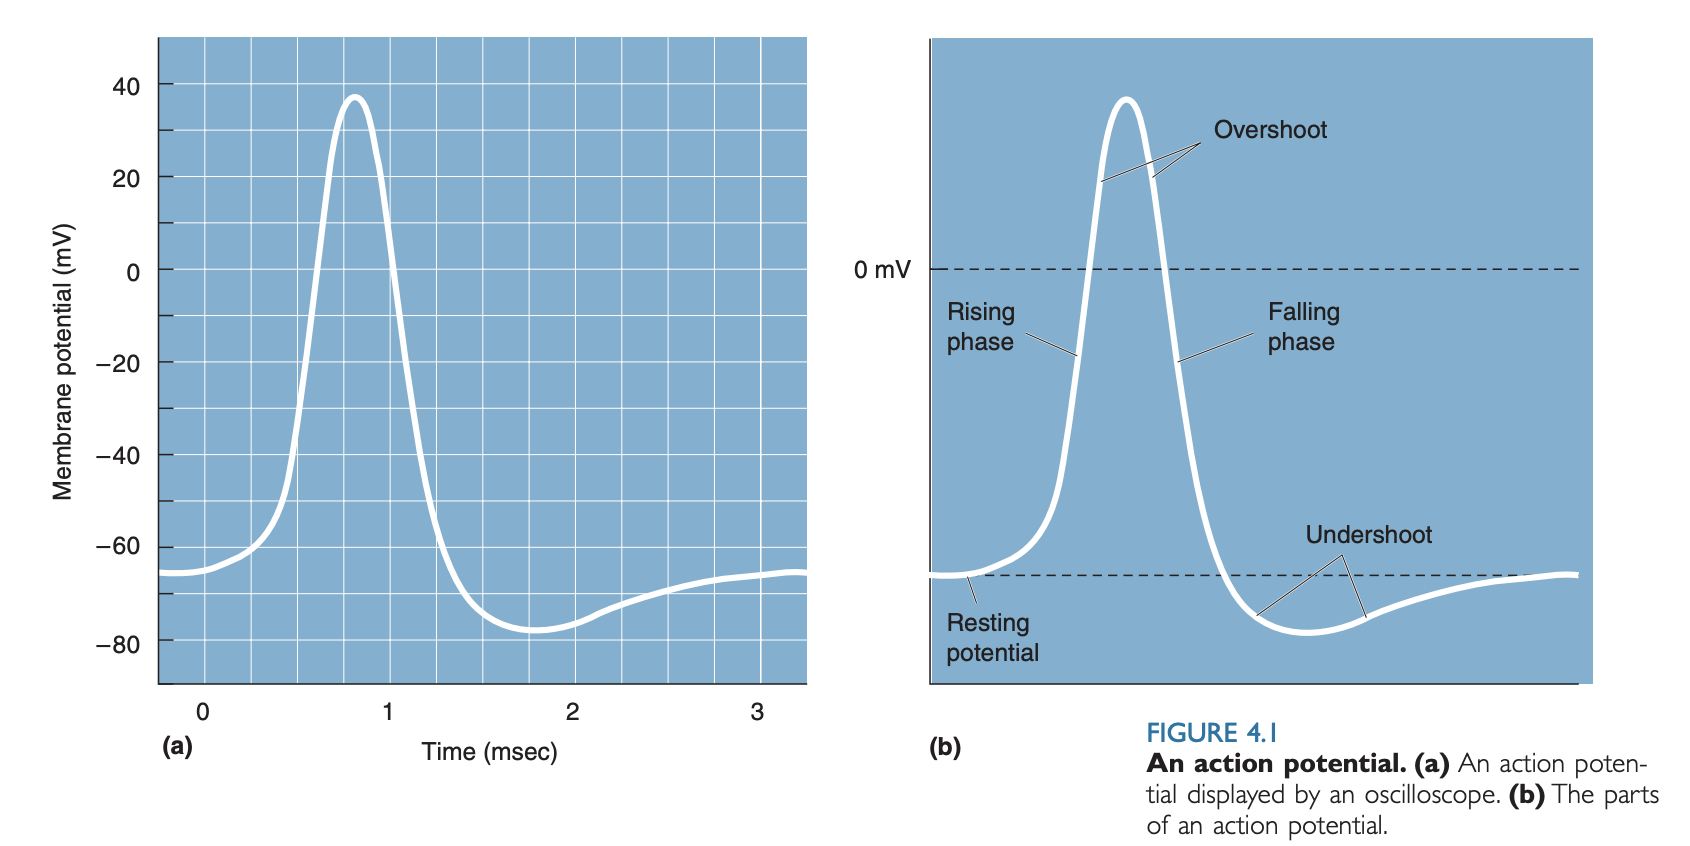 40
20
0
−20
−40
−60
−80
Membrane potential (mV)
0 1 2 3
Time (msec)
(a)
Overshoot
0 mV
Rising
phase
Falling
phase
Undershoot
Resting
potential
(b)
FIGURE 4.1
An action potential. (a) An action poten-
tial displayed by an oscilloscope. (b) The parts
of an action potential.